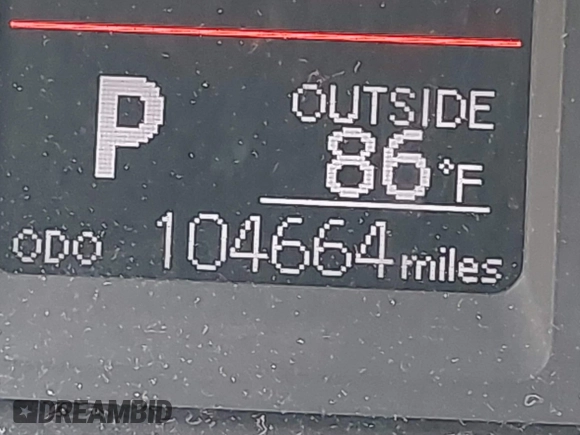 P
OUTSIDE
86°F
ODO 104664 miles
DREAMBID